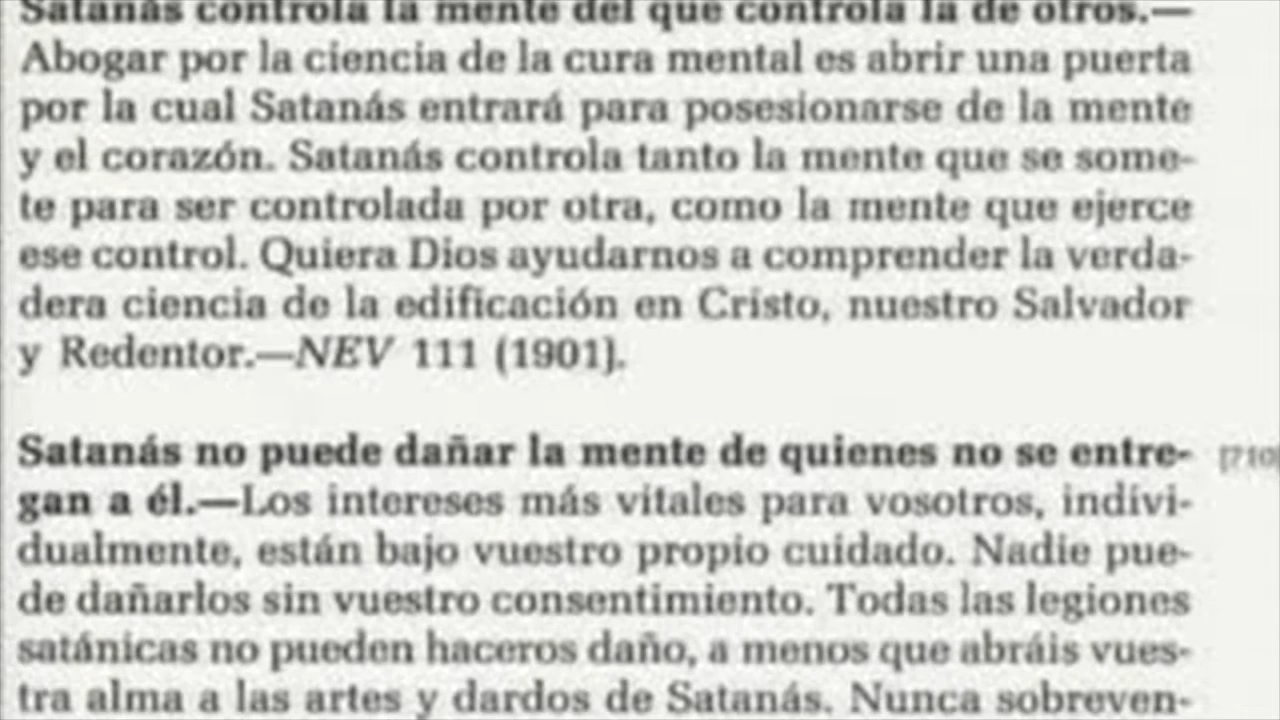 Satanás controla la mente del que controla la de otros.—
Abogar por la ciencia de la cura mental es abrir una puerta
por la cual Satanás entrará para posesionarse de la mente
y el corazón. Satanás controla tanto la mente que se some-
te para ser controlada por otra, como la mente que ejerce
ese control. Quiera Dios ayudarnos a comprender la verda-
dera ciencia de la edificación en Cristo, nuestro Salvador
y Redentor.—NEV 111 (1901).
Satanás no puede dañar la mente de quienes no se entre-
gan a él.—Los intereses más vitales para vosotros, indivi-
dualmente, están bajo vuestro propio cuidado. Nadie pue-
de dañarlos sin vuestro consentimiento. Todas las legiones
satánicas no pueden haceros daño, a menos que abráis vues-
tra alma a las artes y dardos de Satanás. Nunca sobreven-